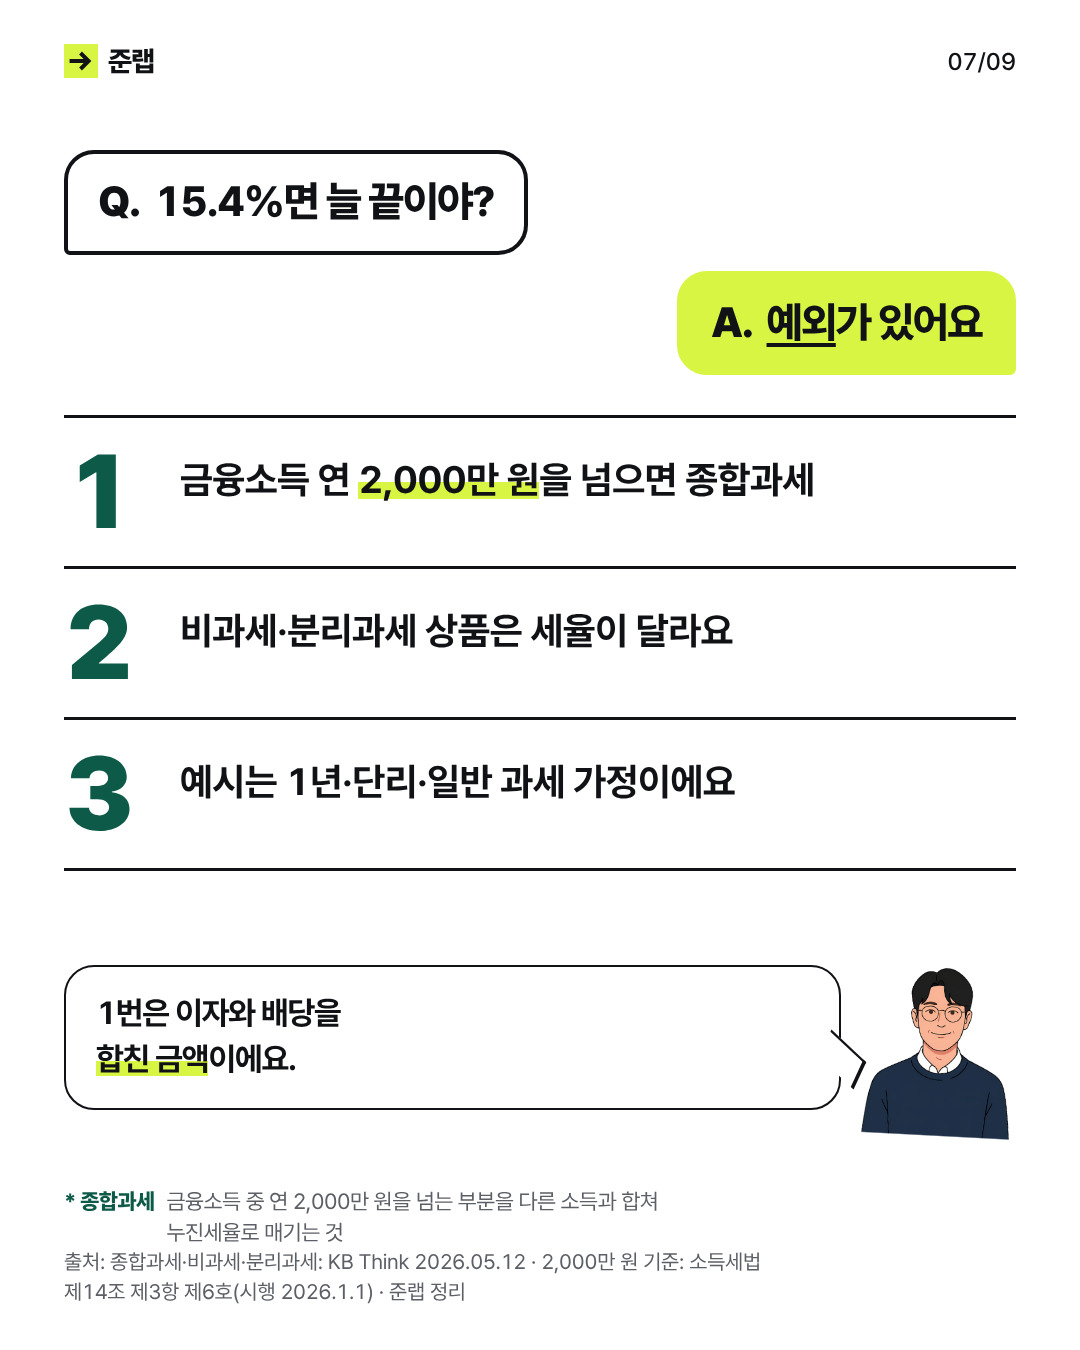 준랩
07/09
Q. 15.4%면 늘 끝이야?
A. 예외가 있어요
1 금융소득 연 2,000만 원을 넘으면 종합과세
2 비과세·분리과세 상품은 세율이 달라요
3 예시는 1년·단리·일반 과세 가정이에요
1번은 이자와 배당을
합친 금액이에요.
* 종합과세 금융소득 중 연 2,000만 원을 넘는 부분을 다른 소득과 합쳐
누진세율로 매기는 것
출처: 종합과세·비과세·분리과세: KB Think 2026.05.12 · 2,000만 원 기준: 소득세법
제14조 제3항 제6호(시행 2026.1.1) · 준랩 정리